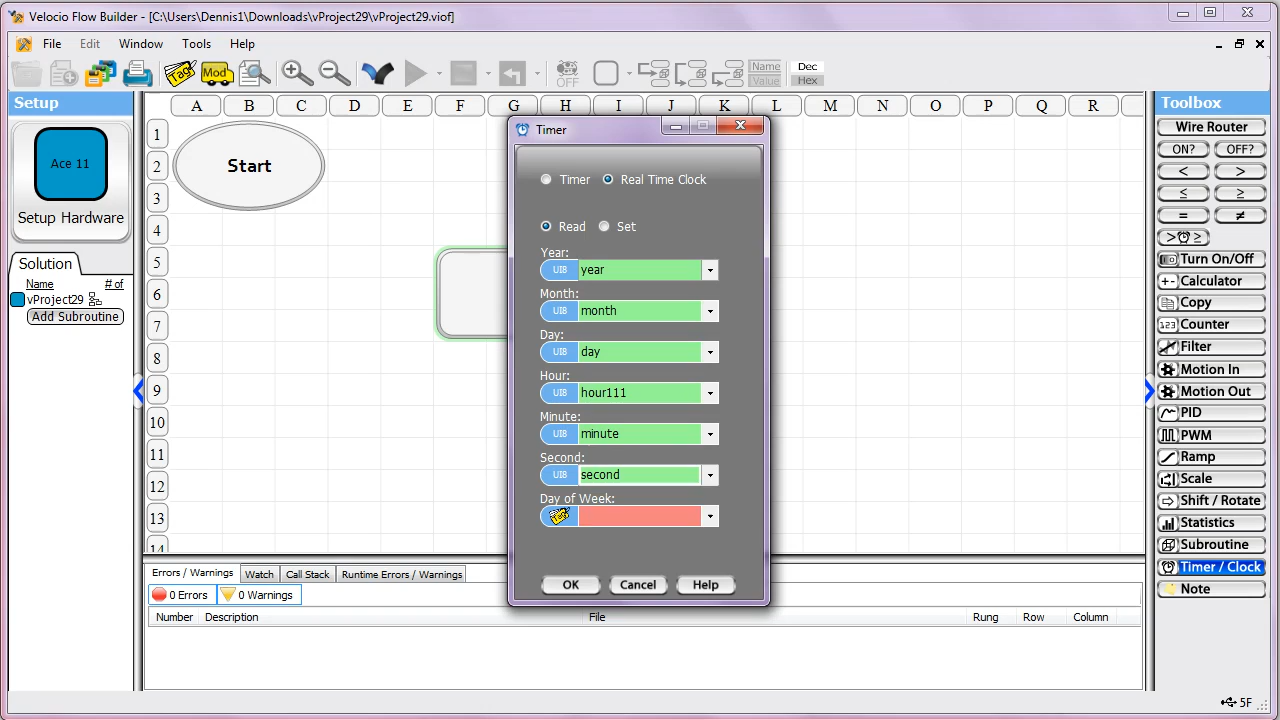 Velocio Flow Builder - [C:\Users\Dennis1\Downloads\vProject29\vProject29.viof]
File Edit Window Tools Help
Tag Mod OFF Name Value Dec Hex
Setup
Ace 11
Setup Hardware
Solution
Name # of
vProject29
Add Subroutine
A B C D E F G H I J K L M N O P Q R
1
2
3
4
5
6
7
8
9
10
11
12
13
14
Start
Timer
Timer Real Time Clock
Read Set
Year:
UI8 year
Month:
UI8 month
Day:
UI8 day
Hour:
UI8 hour111
Minute:
UI8 minute
Second:
UI8 second
Day of Week:
Tag
OK Cancel Help
Toolbox
Wire Router
ON? OFF?
< >
≤ ≥
= ≠
> ≥
Turn On/Off
+- Calculator
Copy
123 Counter
Filter
Motion In
Motion Out
PID
PWM
Ramp
Scale
Shift / Rotate
Statistics
Subroutine
Timer / Clock
Note
Errors / Warnings Watch Call Stack Runtime Errors / Warnings
0 Errors 0 Warnings
Number Description File Rung Row Column
5F